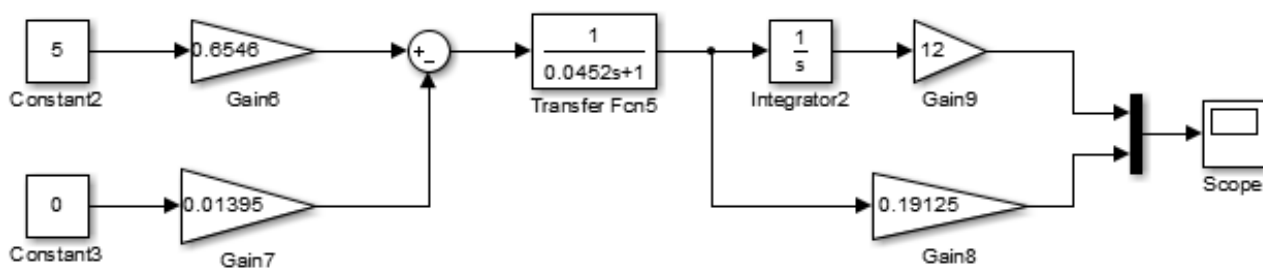 5
Constant2
0.6546
Gain6
+
−
1
0.0452s+1
Transfer Fcn5
1
s
Integrator2
12
Gain9
0
Constant3
0.01395
Gain7
0.19125
Gain8
Scope